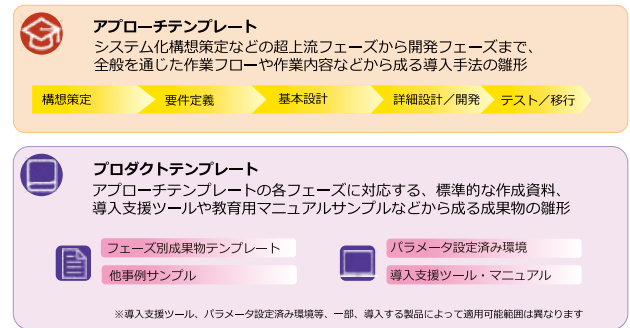 アプローチテンプレート
システム化構想策定などの超上流フェーズから開発フェーズまで、
全般を通じた作業フローや作業内容などから成る導入手法の雛形
構想策定
要件定義
基本設計
詳細設計／開発
テスト／移行
プロダクトテンプレート
アプローチテンプレートの各フェーズに対応する、標準的な作成資料、
導入支援ツールや教育用マニュアルサンプルなどから成る成果物の雛形
フェーズ別成果物テンプレート
他事例サンプル
パラメータ設定済み環境
導入支援ツール・マニュアル
※導入支援ツール、パラメータ設定済み環境等、一部、導入する製品によって適用可能範囲は異なります